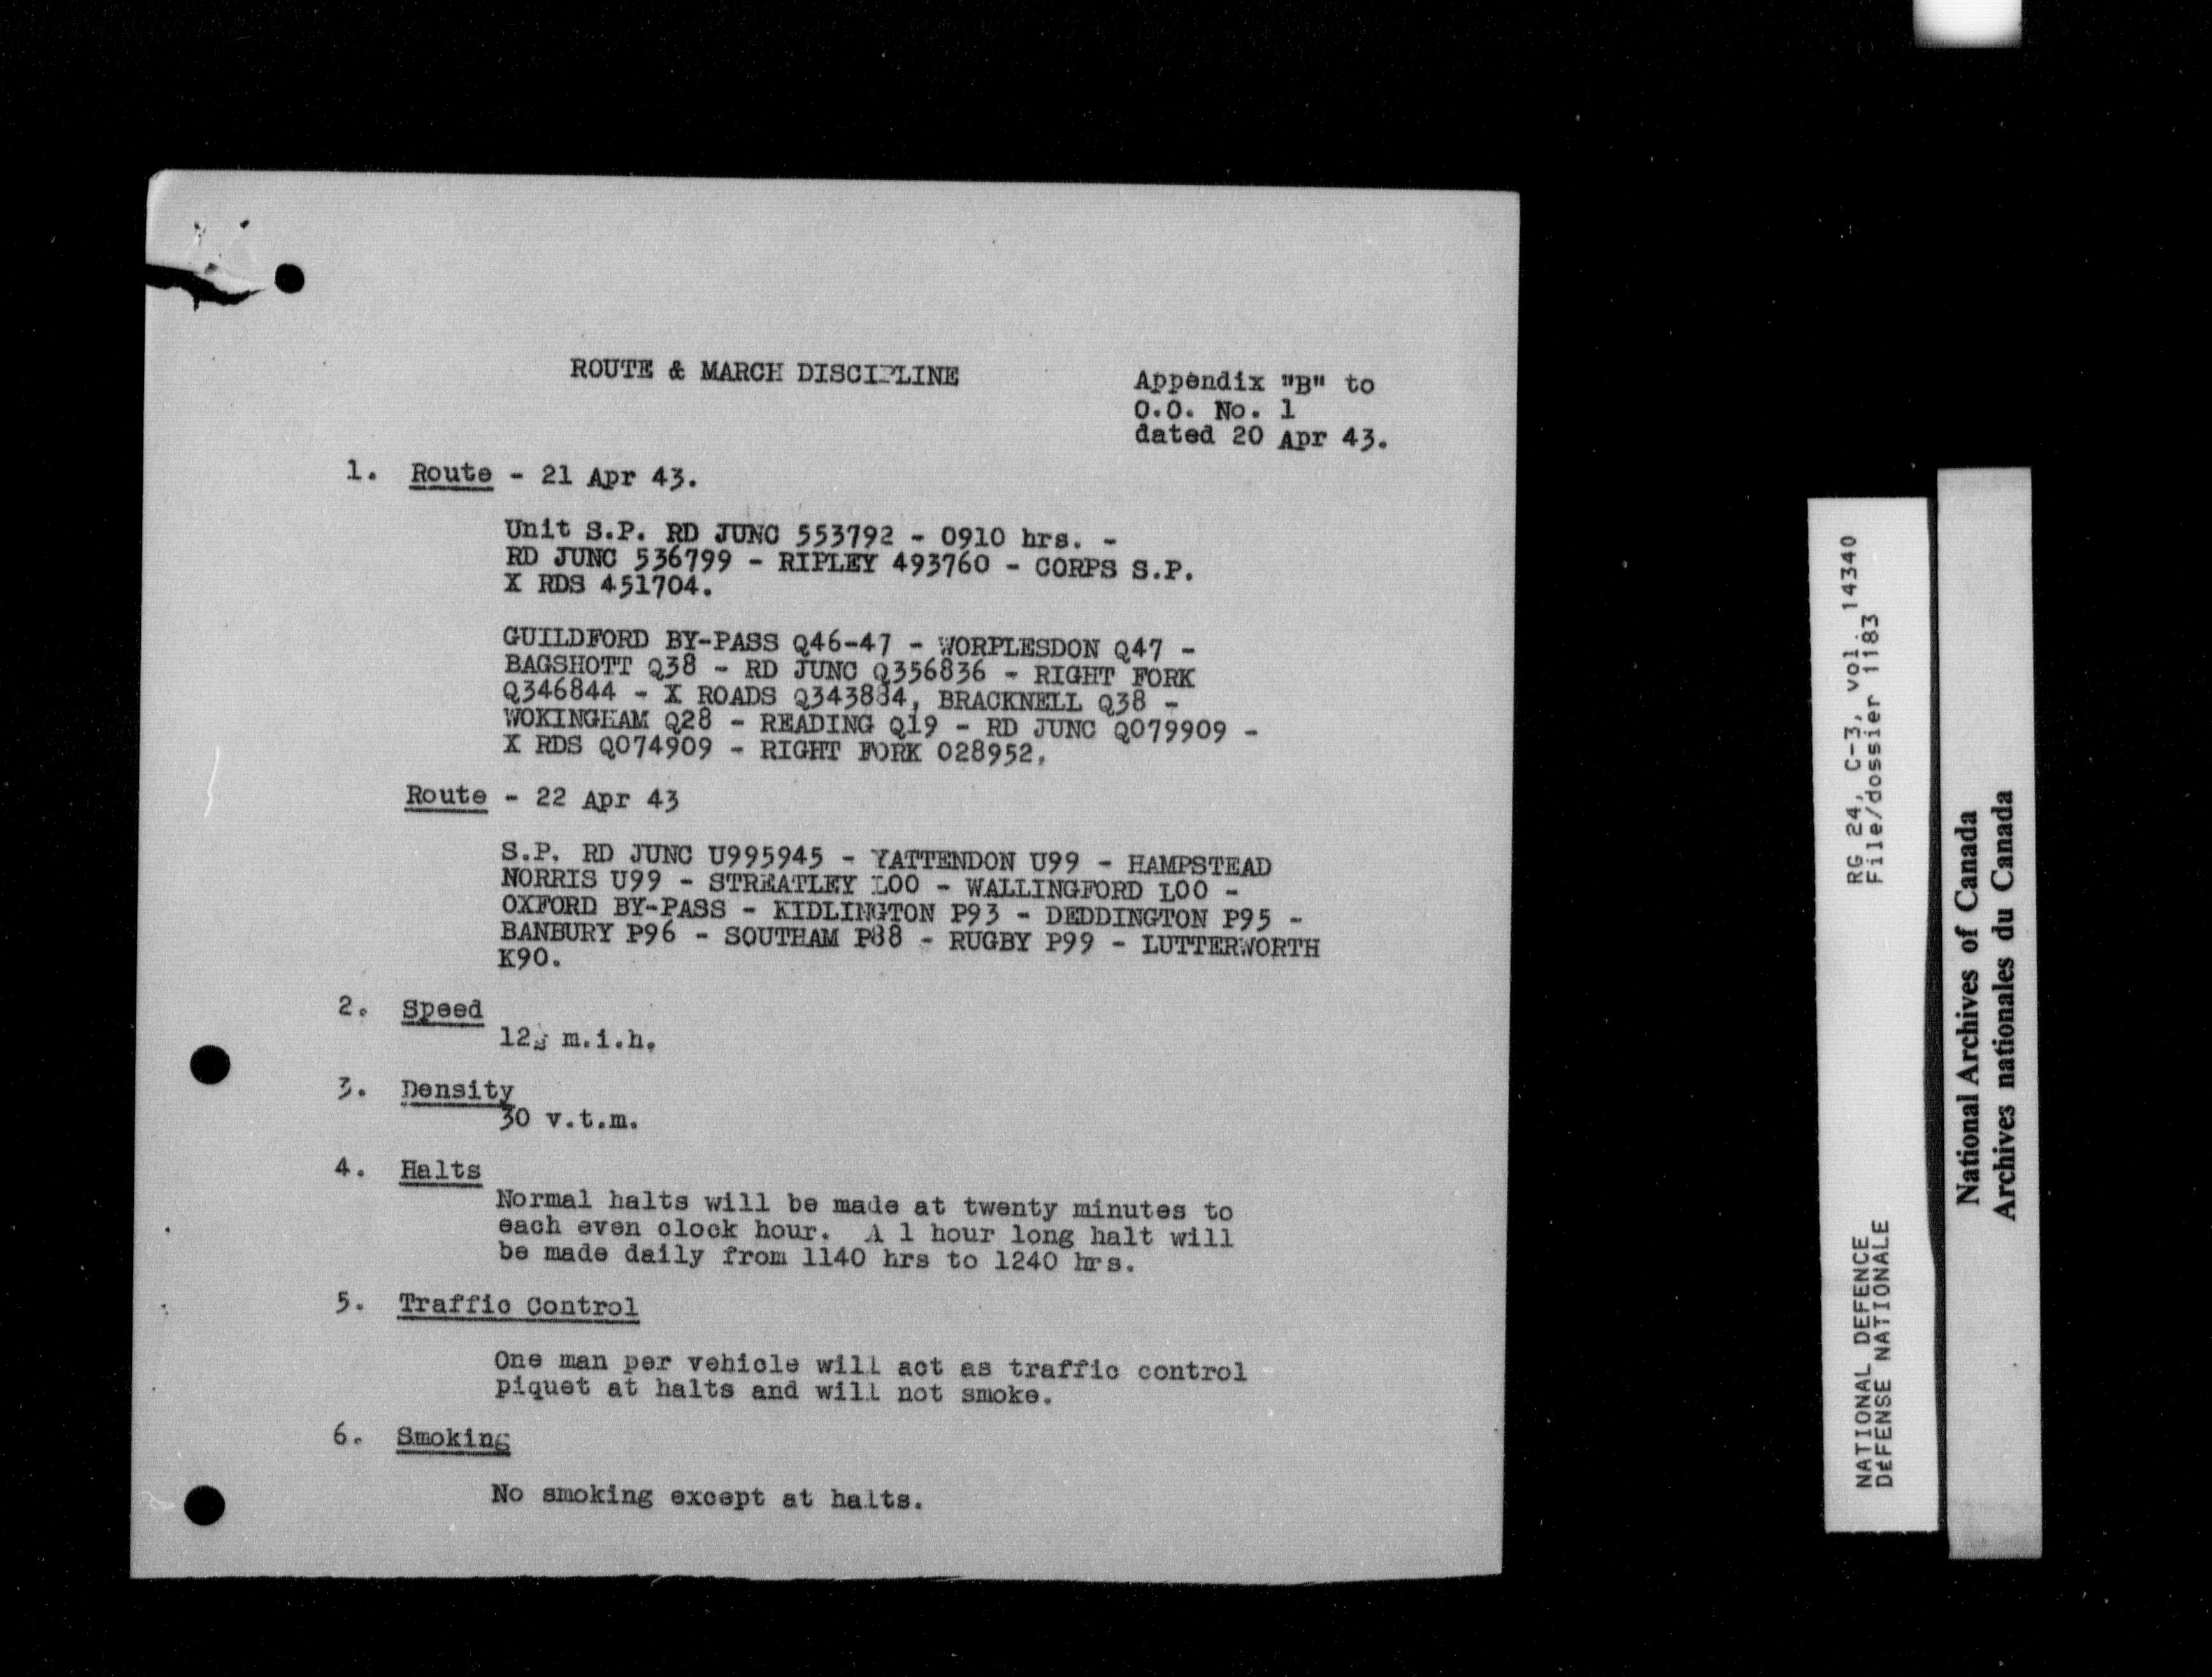 ROUTE & MARCH DISCIPLINE
Appendix "B" to
O.O. No. 1
dated 20 Apr 43.
1. Route - 21 Apr 43.
Unit S.P. RD JUNC 553792 - 0910 hrs. -
RD JUNC 536799 - RIPLEY 493760 - CORPS S.P.
X RDS 451704.
GUILDFORD BY-PASS Q46-47 - WORPLESDON Q47 -
BAGSHOTT Q38 - RD JUNC Q356836 - RIGHT FORK
Q346844 - X ROADS Q343884, BRACKNELL Q38 -
WOKINGHAM Q28 - READING Q19 - RD JUNC Q079909 -
X RDS Q074909 - RIGHT FORK 028952.
Route - 22 Apr 43
S.P. RD JUNC U995945 - YATTENDON U99 - HAMPSTEAD
NORRIS U99 - STREATLEY L00 - WALLINGFORD L00 -
OXFORD BY-PASS - KIDLINGTON P93 - DEDDINGTON P95 -
BANBURY P96 - SOUTHAM P88 - RUGBY P99 - LUTTERWORTH
K90.
2. Speed
m.i.h.
3. Density
30 v.t.m.
4. Halts
Normal halts will be made at twenty minutes to
each even clock hour. A 1 hour long halt will
be made daily from 1140 hrs to 1240 hrs.
5. Traffic Control
One man per vehicle will act as traffic control
piquet at halts and will not smoke.
6. Smoking
No smoking except at halts.
RG 24, C-3, vol. 14340
File/dossier 1183
NATIONAL DEFENCE
DÉFENSE NATIONALE
National Archives of Canada
Archives nationales du Canada